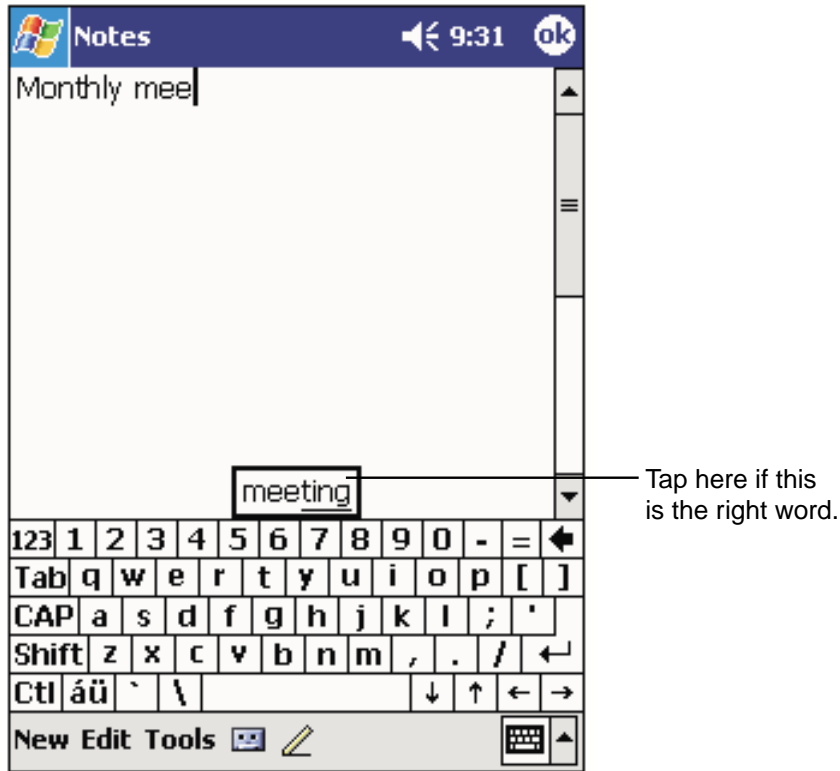 Notes 9:31 ok
Monthly mee
meeting
Tap here if this
is the right word.
123 1 2 3 4 5 6 7 8 9 0 - =
Tab q w e r t y u i o p [ ]
CAP a s d f g h j k l ; '
Shift z x c v b n m , . /
Ctl áü ` \ ↓ ↑ ← →
New Edit Tools